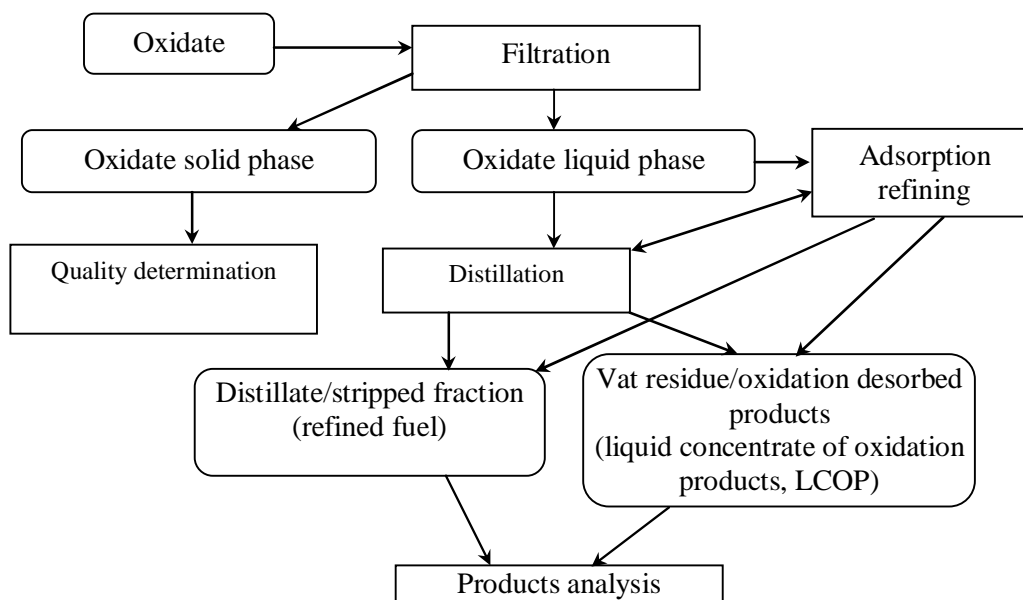 Oxidate
Filtration
Oxidate solid phase
Oxidate liquid phase
Adsorption
refining
Quality determination
Distillation
Distillate/stripped fraction
(refined fuel)
Vat residue/oxidation desorbed
products
(liquid concentrate of oxidation
products, LCOP)
Products analysis